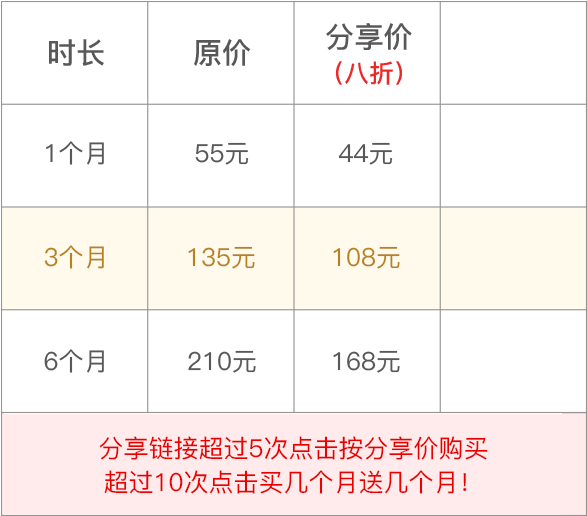 时长 原价 分享价
(八折)
1个月 55元 44元
3个月 135元 108元
6个月 210元 168元
分享链接超过5次点击按分享价购买
超过10次点击买几个月送几个月！